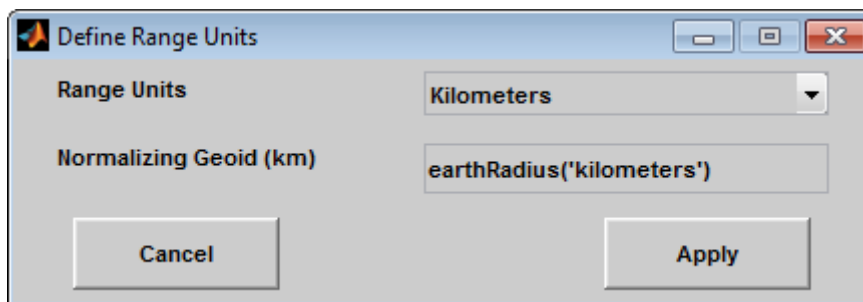 Define Range Units
Range Units
Kilometers
Normalizing Geoid (km)
earthRadius('kilometers')
Cancel
Apply